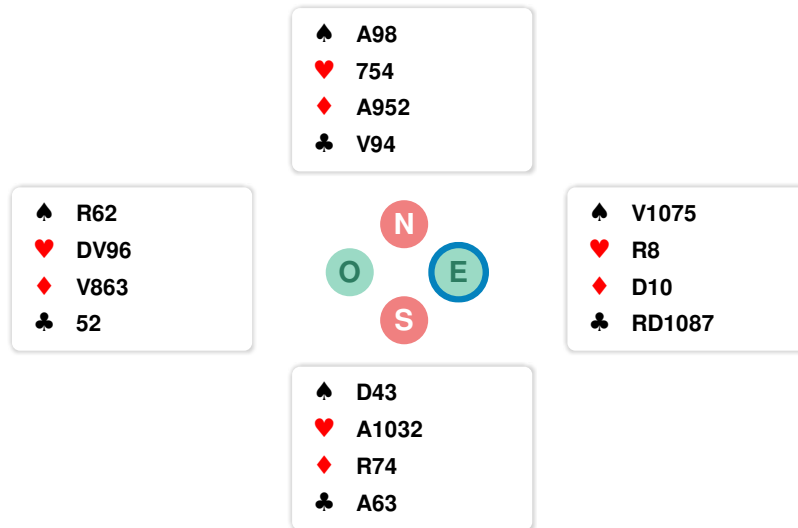 ♠ A98
♥ 754
♦ A952
♣ V94
♠ R62
♥ DV96
♦ V863
♣ 52
N
O E
S
♠ V1075
♥ R8
♦ D10
♣ RD1087
♠ D43
♥ A1032
♦ R74
♣ A63